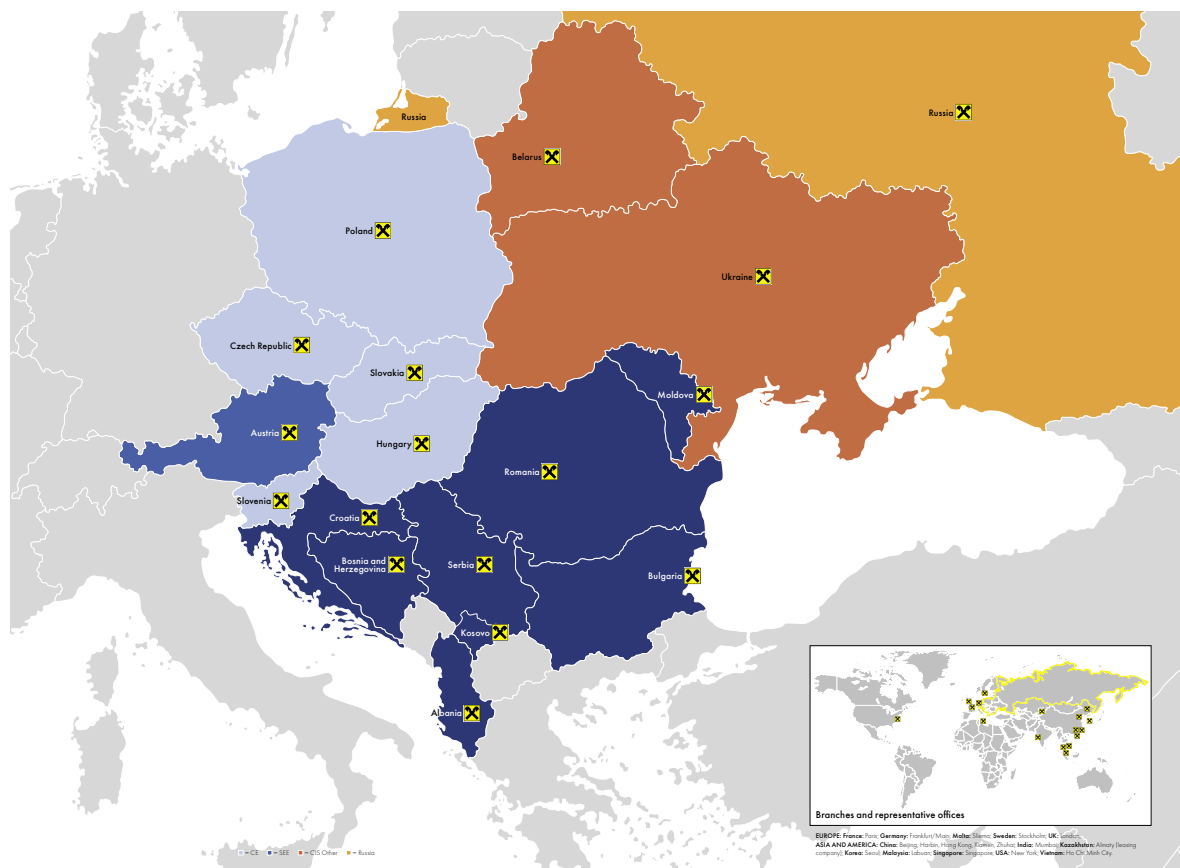 Russia
Russia
Belarus
Poland
Ukraine
Czech Republic
Slovakia
Moldova
Austria
Hungary
Romania
Slovenia
Croatia
Bosnia and
Herzegovina
Serbia
Bulgaria
Kosovo
Albania
Branches and representative offices
EUROPE: France: Paris, Germany: Frankfurt/Main, Malta: Sliema, Sweden: Stockholm, UK: London,
ASIA AND AMERICA: China: Beijing, Harbin, Hong Kong, Xiamen, Zhuhai; India: Mumbai; Kazakhstan: Almaty (leasing
company); Korea: Seoul; Malaysia: Labuan; Singapore: Singapore, USA: New York, Vietnam: Ho Chi Minh City.
= CE = SEE = CIS Other = Russia